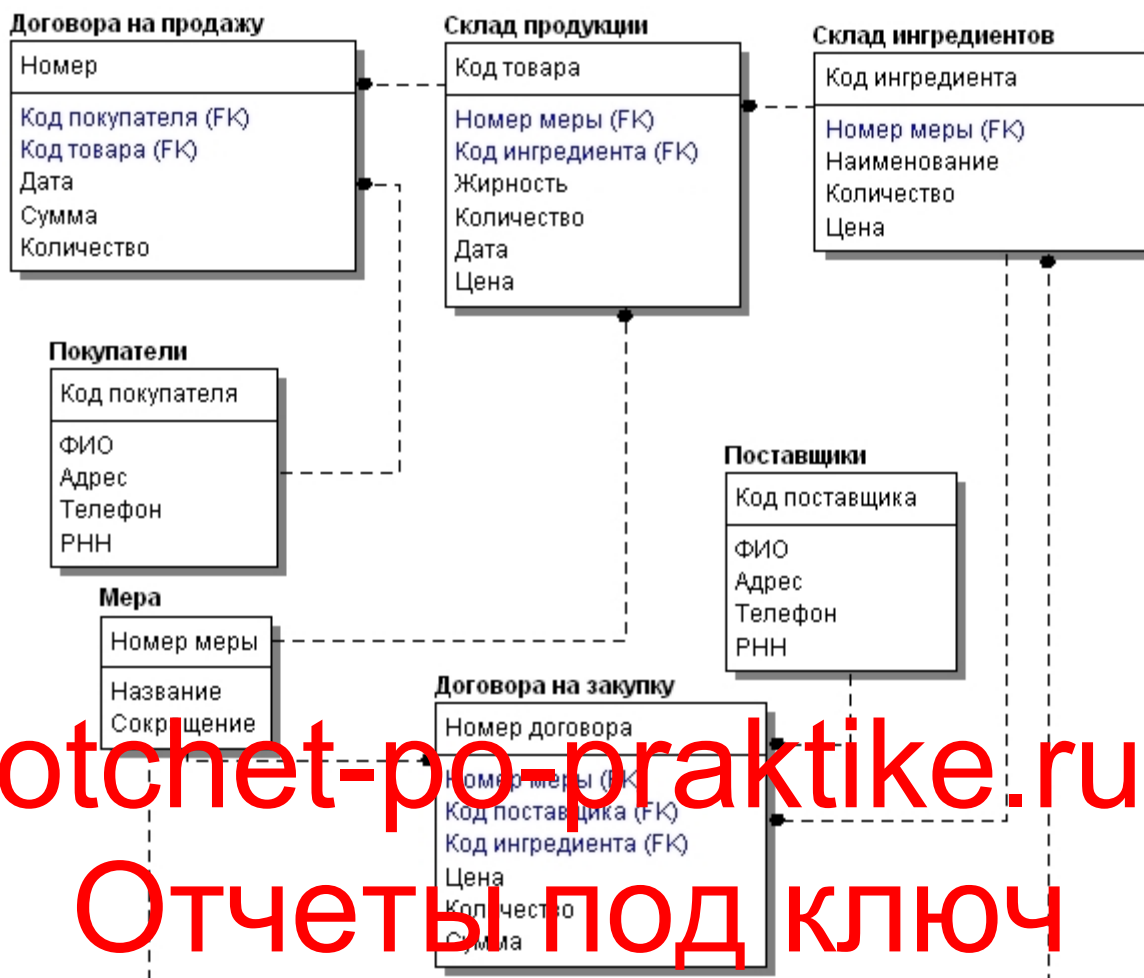 Договора на продажу
Номер
Код покупателя (FK)
Код товара (FK)
Дата
Сумма
Количество
Склад продукции
Код товара
Номер меры (FK)
Код ингредиента (FK)
Жирность
Количество
Дата
Цена
Склад ингредиентов
Код ингредиента
Номер меры (FK)
Наименование
Количество
Цена
Покупатели
Код покупателя
ФИО
Адрес
Телефон
РНН
Поставщики
Код поставщика
ФИО
Адрес
Телефон
РНН
Мера
Номер меры
Название
Сокращение
Договора на закупку
Номер договора
Номер меры (FK)
Код поставщика (FK)
Код ингредиента (FK)
Цена
Количество
Сумма
otchet-po-praktike.ru
Отчеты под ключ